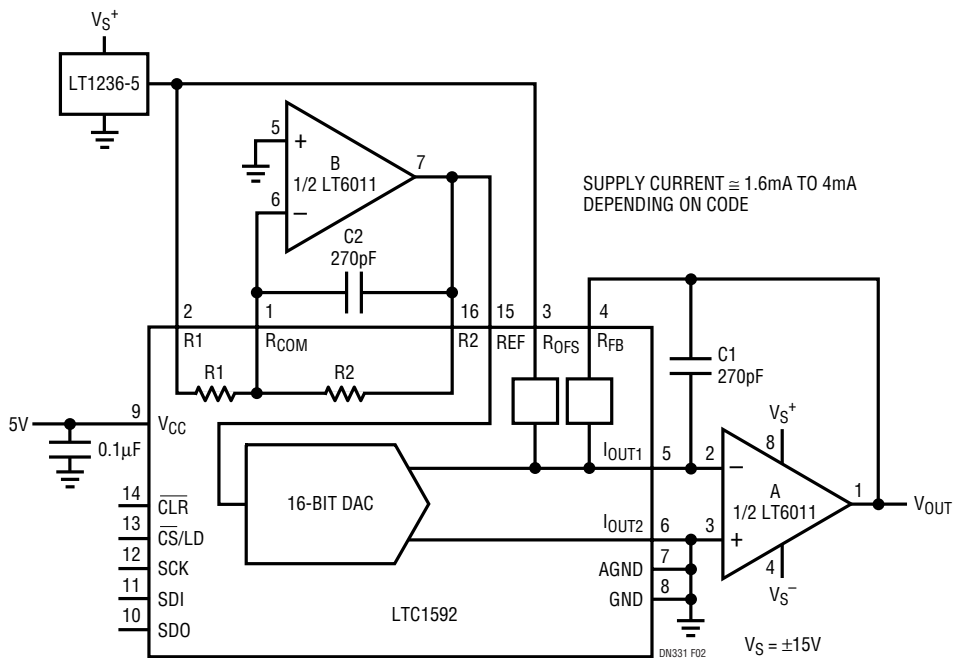 VS+
LT1236-5
5
+
B
1/2 LT6011
7
6
–
C2
270pF
SUPPLY CURRENT ≅ 1.6mA TO 4mA
DEPENDING ON CODE
2
1
16
15
3
4
R1
RCOM
R2
REF
ROFS
RFB
C1
270pF
R1
R2
5V
9
VCC
0.1µF
IOUT1
5
2
–
VS+
8
A
1/2 LT6011
1
VOUT
16-BIT DAC
IOUT2
6
3
+
4
VS–
14
CLR
13
CS/LD
12
SCK
11
SDI
10
SDO
AGND
7
GND
8
LTC1592
DN331 F02
VS = ±15V